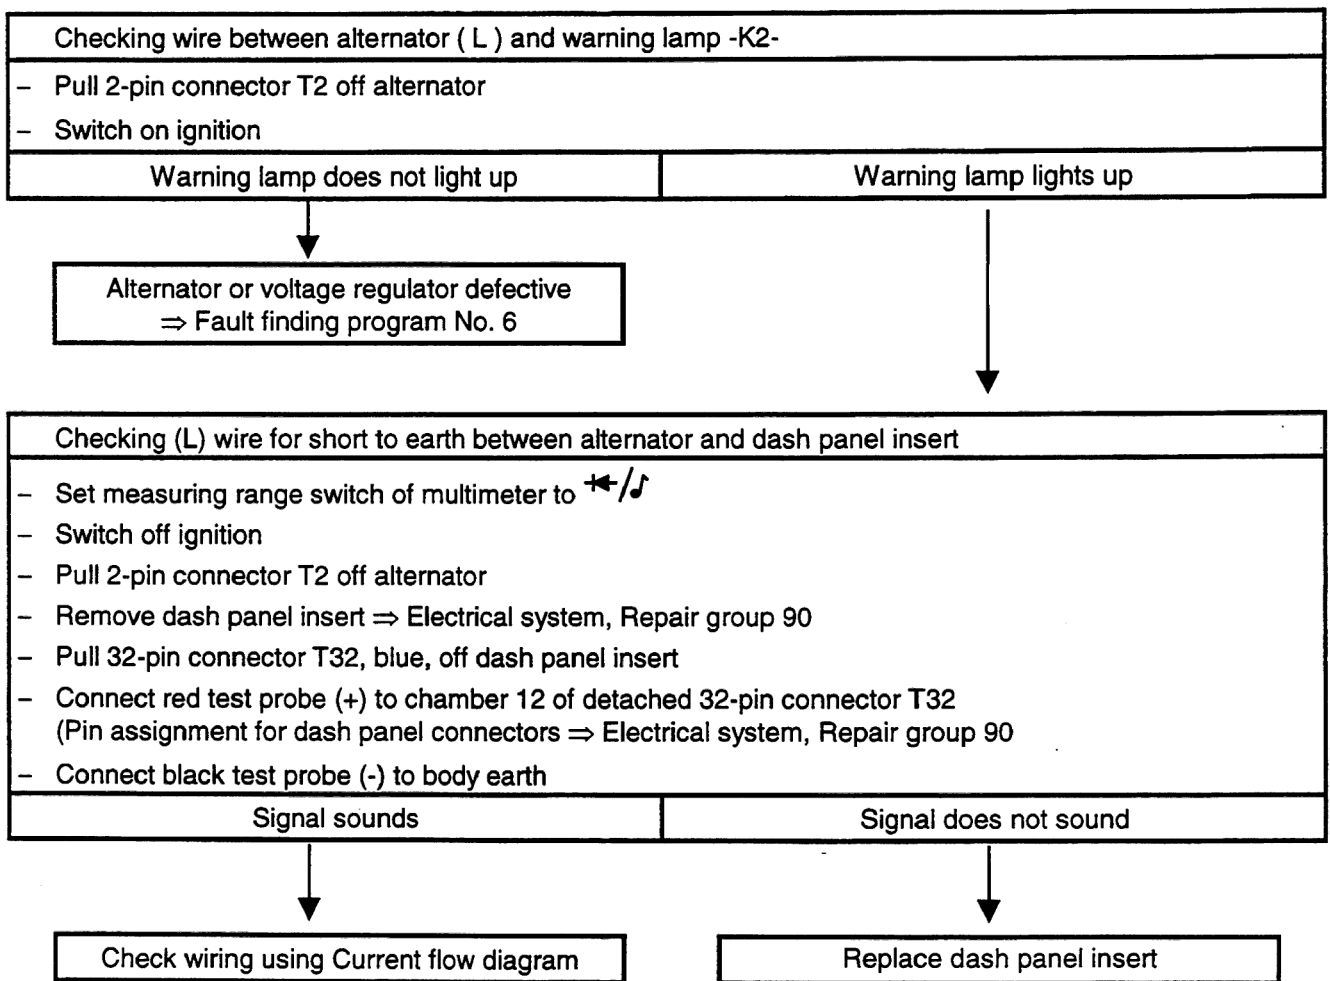 Checking wire between alternator ( L ) and warning lamp -K2-
– Pull 2-pin connector T2 off alternator
– Switch on ignition
Warning lamp does not light up
Warning lamp lights up
Alternator or voltage regulator defective
⇒ Fault finding program No. 6
Checking (L) wire for short to earth between alternator and dash panel insert
– Set measuring range switch of multimeter to
– Switch off ignition
– Pull 2-pin connector T2 off alternator
– Remove dash panel insert ⇒ Electrical system, Repair group 90
– Pull 32-pin connector T32, blue, off dash panel insert
– Connect red test probe (+) to chamber 12 of detached 32-pin connector T32
(Pin assignment for dash panel connectors ⇒ Electrical system, Repair group 90
– Connect black test probe (-) to body earth
Signal sounds
Signal does not sound
Check wiring using Current flow diagram
Replace dash panel insert